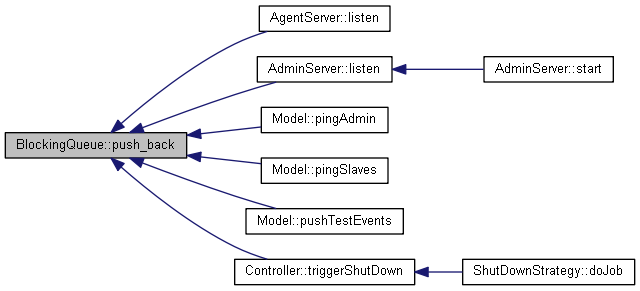 AgentServer::listen
AdminServer::listen
AdminServer::start
Model::pingAdmin
BlockingQueue::push_back
Model::pingSlaves
Model::pushTestEvents
Controller::triggerShutDown
ShutDownStrategy::doJob